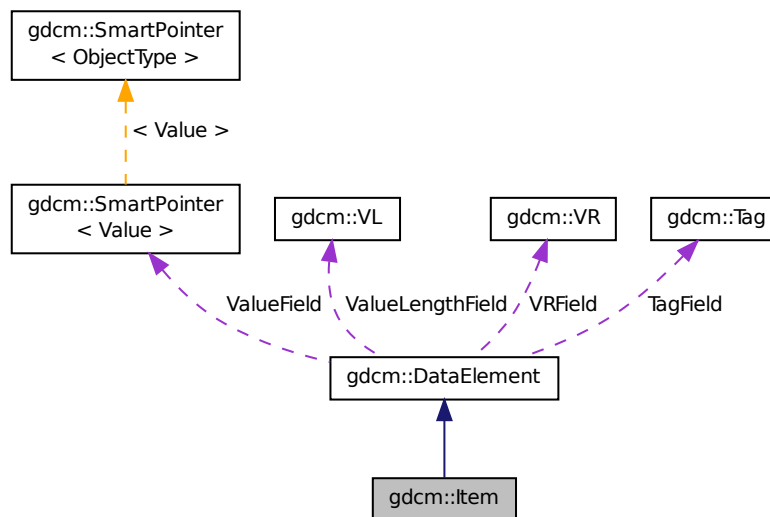 gdcm::SmartPointer
< ObjectType >
< Value >
gdcm::SmartPointer
< Value >
gdcm::VL
gdcm::VR
gdcm::Tag
ValueField
ValueLengthField
VRField
TagField
gdcm::DataElement
gdcm::Item